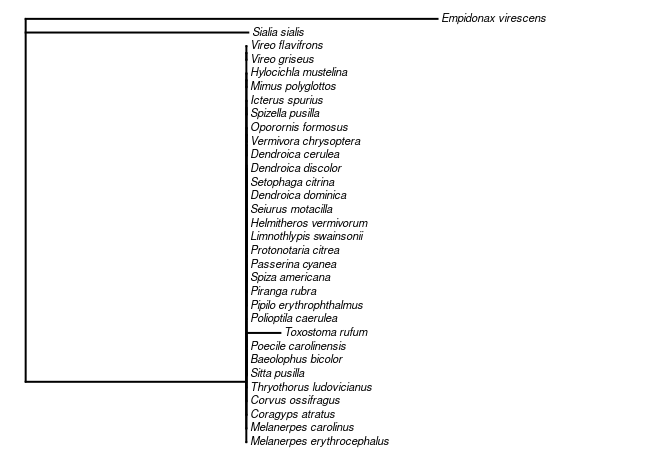 Empidonax virescens
Sialia sialis
Vireo flavifrons
Vireo griseus
Hylocichla mustelina
Mimus polyglottos
Icterus spurius
Spizella pusilla
Oporornis formosus
Vermivora chrysoptera
Dendroica cerulea
Dendroica discolor
Setophaga citrina
Dendroica dominica
Seiurus motacilla
Helmitheros vermivorum
Limnothlypis swainsonii
Protonotaria citrea
Passerina cyanea
Spiza americana
Piranga rubra
Pipilo erythrophthalmus
Polioptila caerulea
Toxostoma rufum
Poecile carolinensis
Baeolophus bicolor
Sitta pusilla
Thryothorus ludovicianus
Corvus ossifragus
Coragyps atratus
Melanerpes carolinus
Melanerpes erythrocephalus